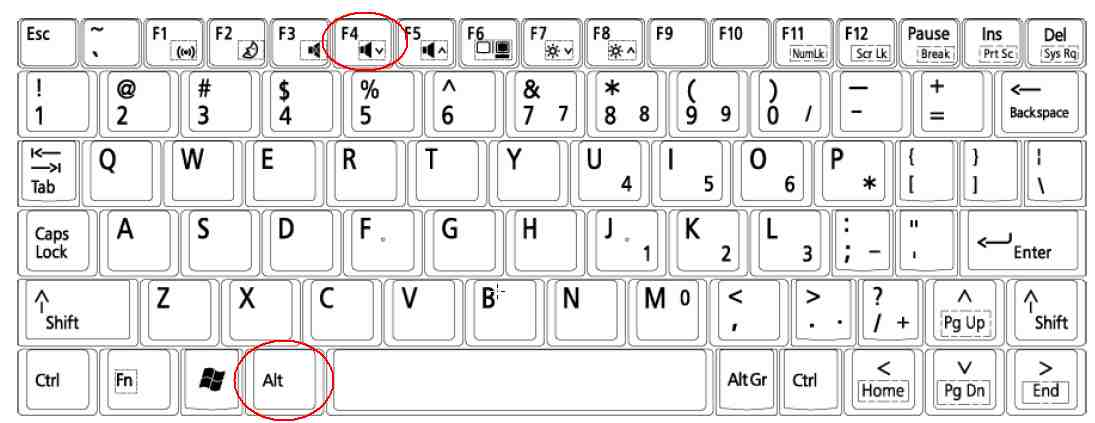 Esc ~ F1 F2 F3 F4 F5 F6 F7 F8 F9 F10 F11 F12 Pause Ins Del
` NumLk Scr Lk Break Prt Sc Sys Rq
! @ # $ % ^ & * ( ) — + ←
1 2 3 4 5 6 7 7 8 8 9 9 0 / - = Backspace
Tab Q W E R T Y U 4 I 5 O 6 P * { [ } ] ¦ \
Caps Lock A S D F G H J 1 K 2 L 3 : ; - " ' Enter
Shift Z X C V B N M 0 < , > . . ? / + ^ Pg Up Shift
Ctrl Fn Alt Alt Gr Ctrl < Home v Pg Dn > End